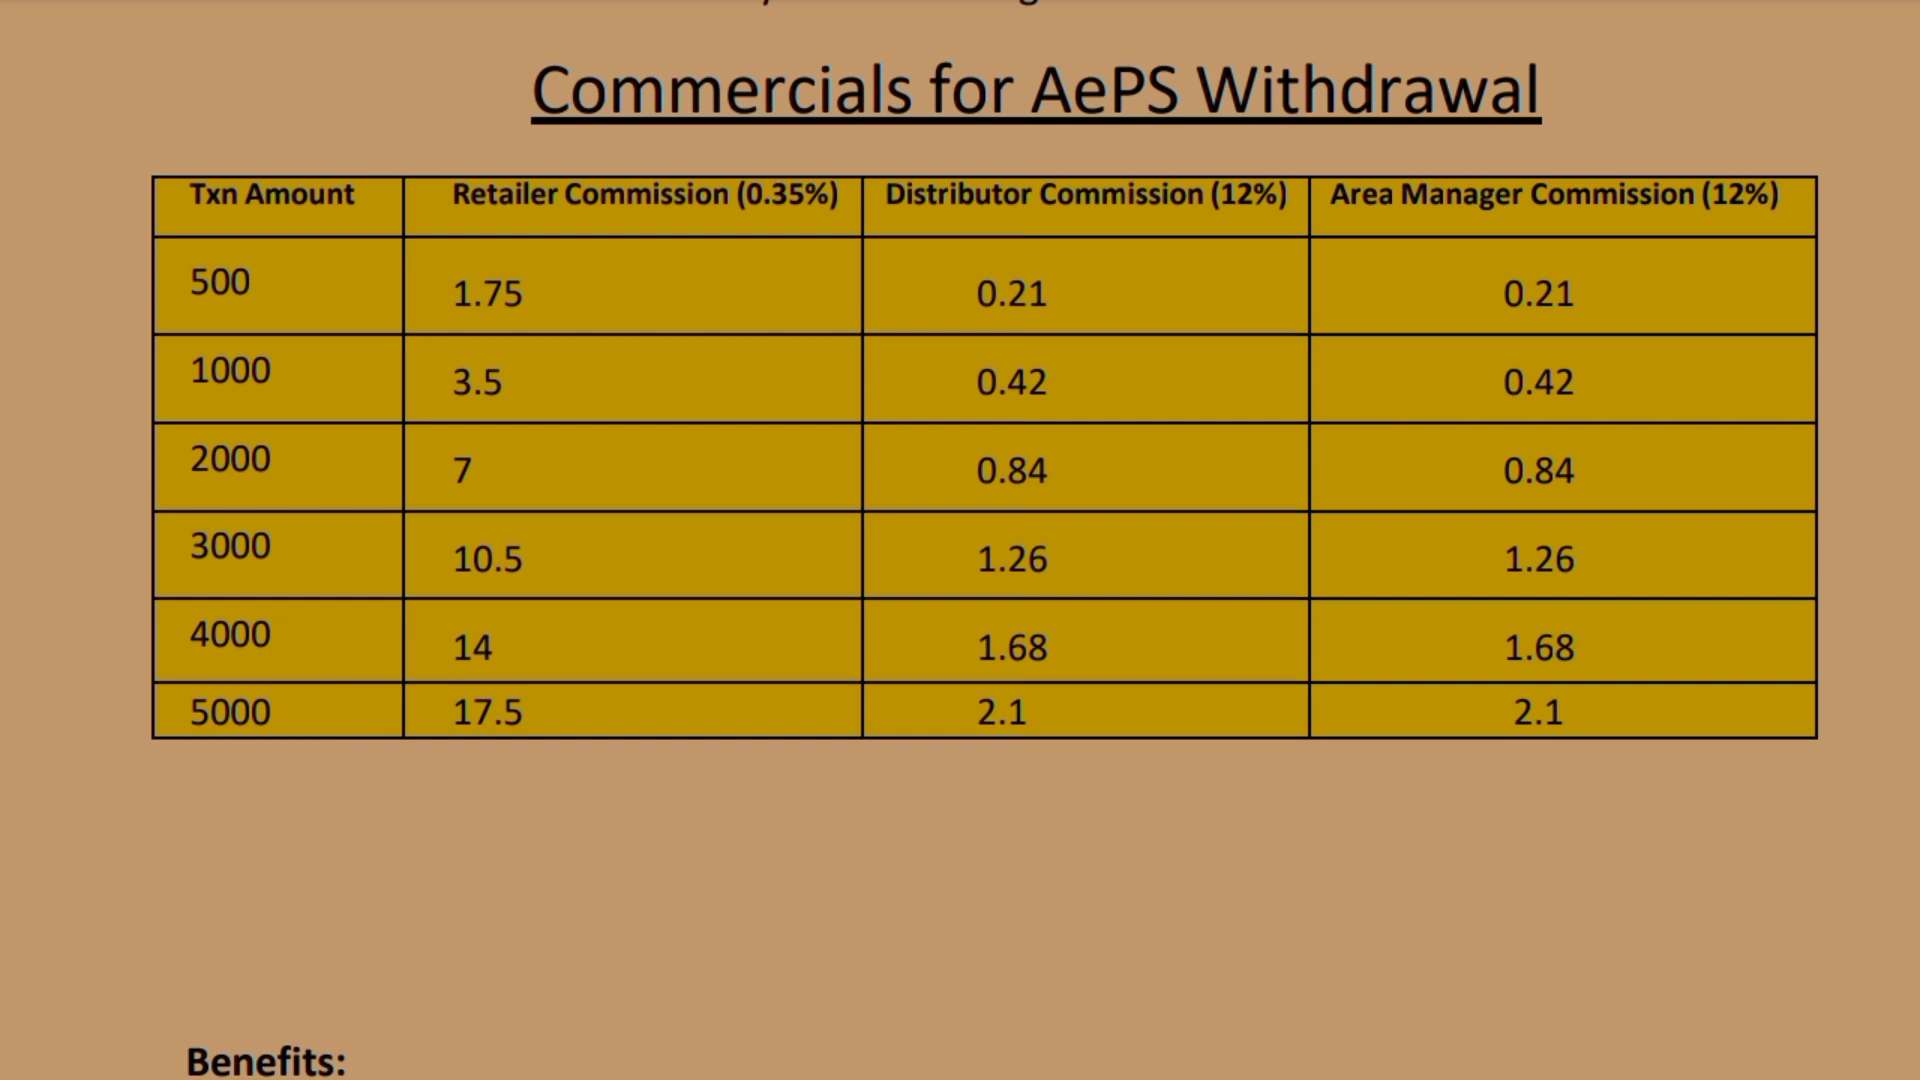 Commercials for AePS Withdrawal
Txn Amount Retailer Commission (0.35%) Distributor Commission (12%) Area Manager Commission (12%)
500 1.75 0.21 0.21
1000 3.5 0.42 0.42
2000 7 0.84 0.84
3000 10.5 1.26 1.26
4000 14 1.68 1.68
5000 17.5 2.1 2.1
Benefits: